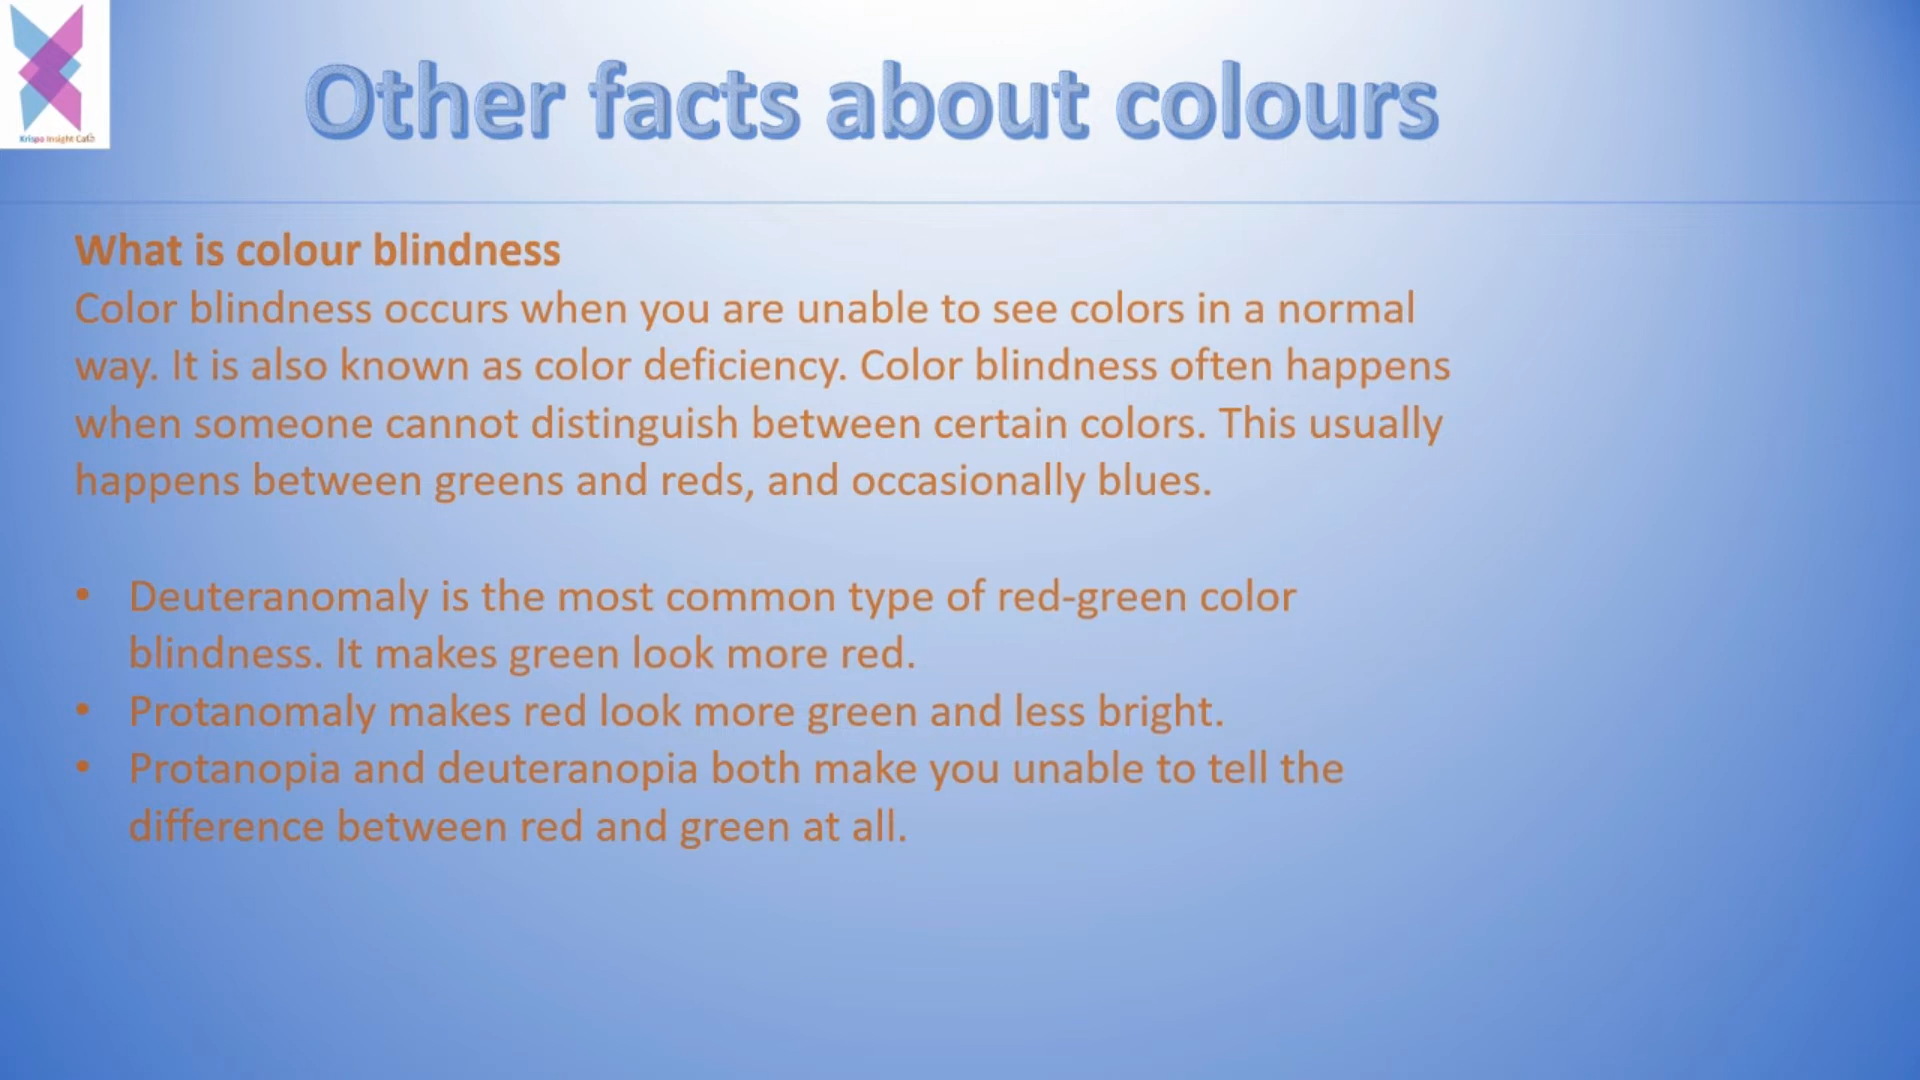 Krispa Insight Café
Other facts about colours
What is colour blindness
Color blindness occurs when you are unable to see colors in a normal
way. It is also known as color deficiency. Color blindness often happens
when someone cannot distinguish between certain colors. This usually
happens between greens and reds, and occasionally blues.
• Deuteranomaly is the most common type of red-green color
blindness. It makes green look more red.
• Protanomaly makes red look more green and less bright.
• Protanopia and deuteranopia both make you unable to tell the
difference between red and green at all.